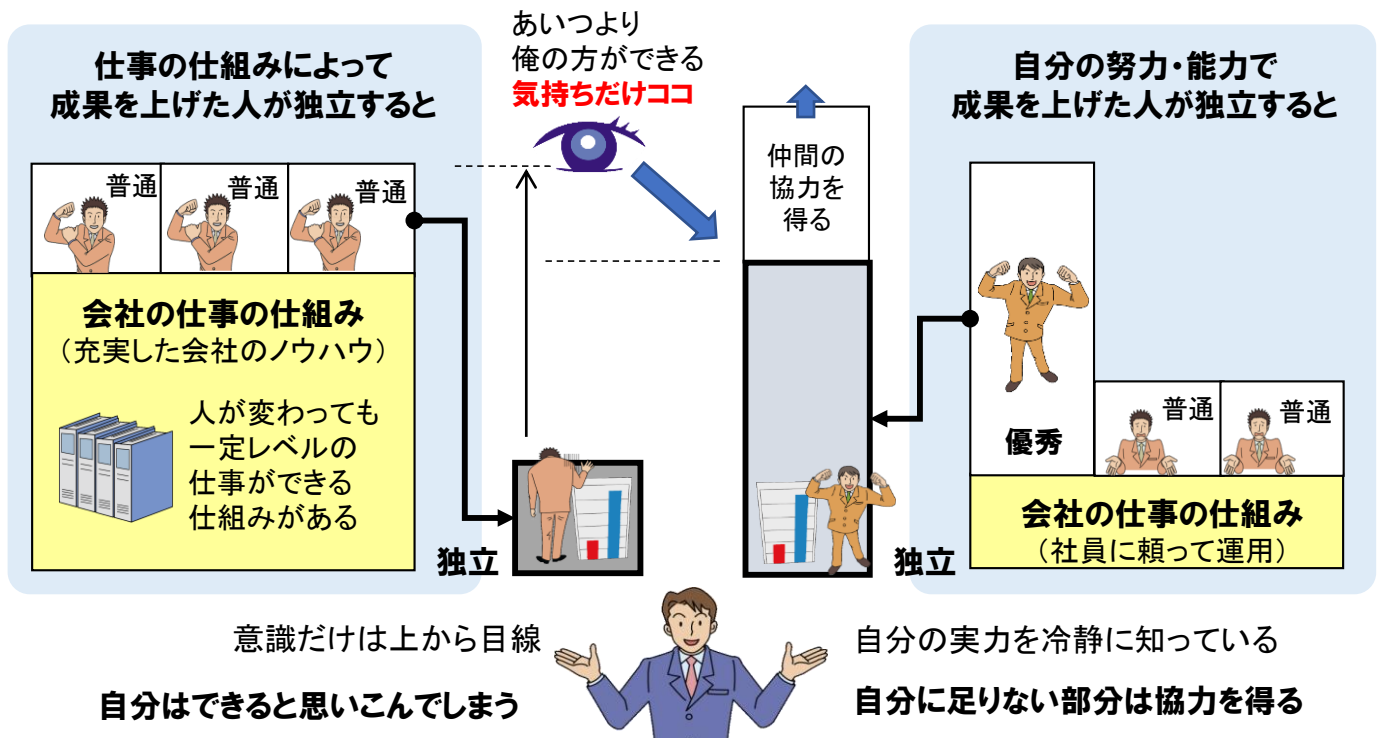 仕事の仕組みによって
成果を上げた人が独立すると
普通
普通
普通
会社の仕事の仕組み
（充実した会社のノウハウ）
人が変わっても
一定レベルの
仕事ができる
仕組みがある
独立
あいつより
俺の方ができる
気持ちだけココ
仲間の
協力を
得る
自分の努力・能力で
成果を上げた人が独立すると
優秀
普通
普通
会社の仕事の仕組み
（社員に頼って運用）
独立
意識だけは上から目線
自分はできると思いこんでしまう
自分の実力を冷静に知っている
自分に足りない部分は協力を得る